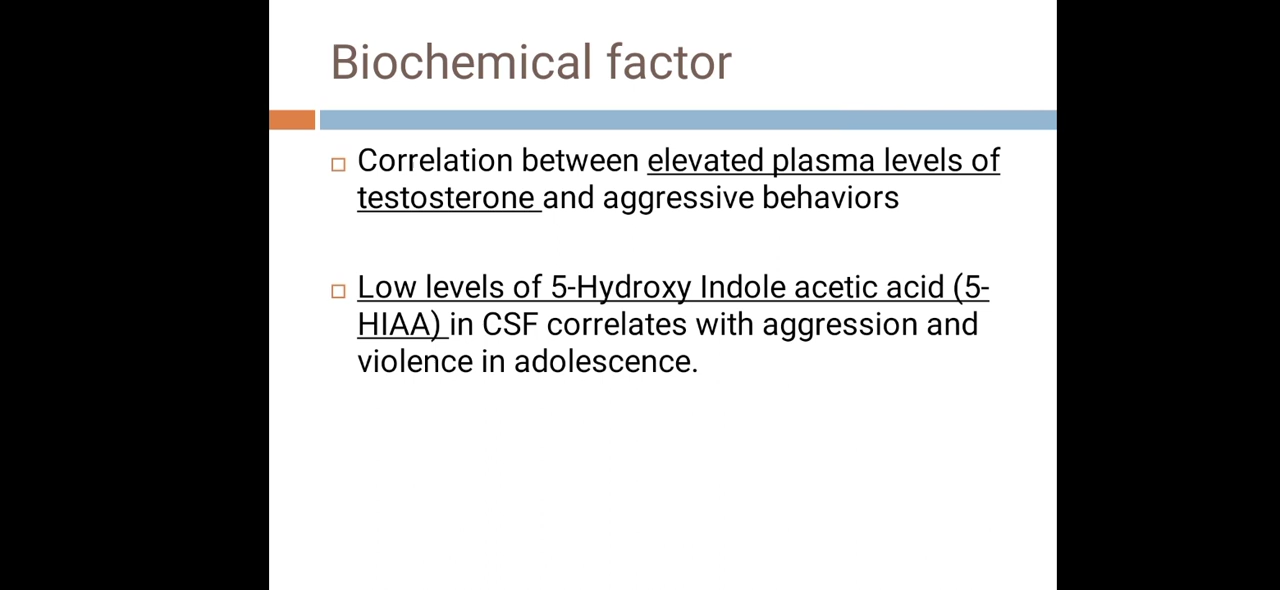 Biochemical factor
Correlation between elevated plasma levels of
testosterone and aggressive behaviors
Low levels of 5-Hydroxy Indole acetic acid (5-
HIAA) in CSF correlates with aggression and
violence in adolescence.